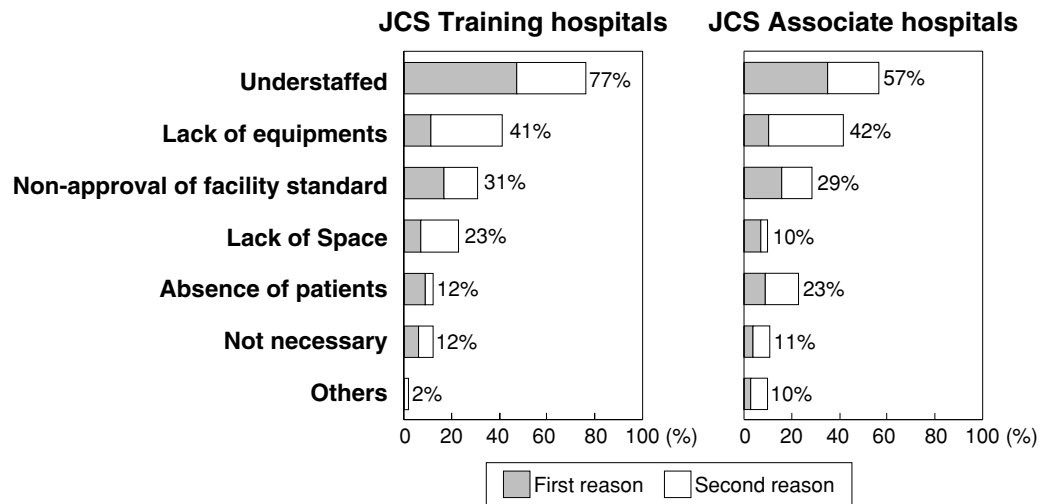 JCS Training hospitals JCS Associate hospitals
Understaffed 77% 57%
Lack of equipments 41% 42%
Non-approval of facility standard 31% 29%
Lack of Space 23% 10%
Absence of patients 12% 23%
Not necessary 12% 11%
Others 2% 10%
0 20 40 60 80 100 (%) 0 20 40 60 80 100 (%)
First reason Second reason